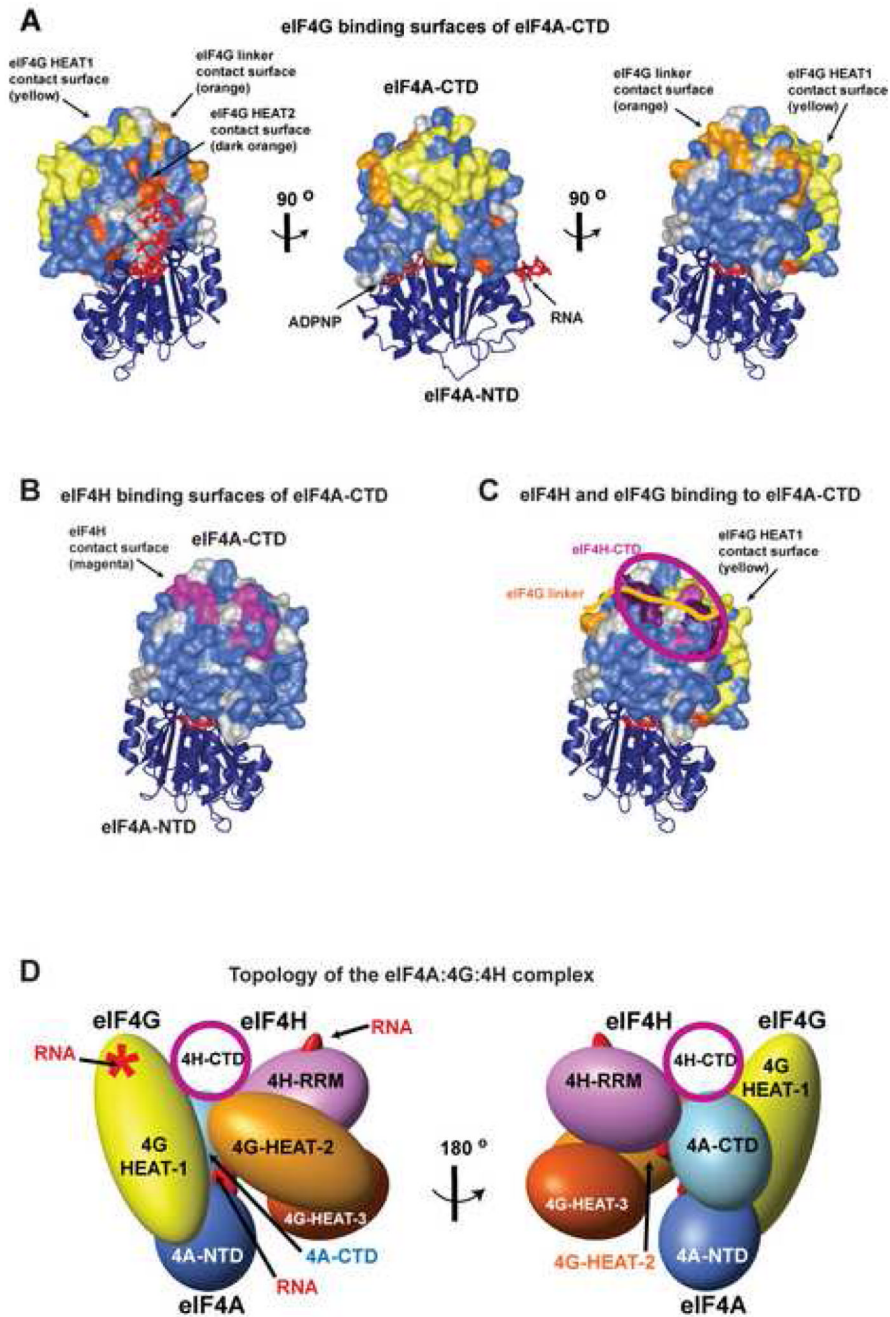 A
eIF4G binding surfaces of eIF4A-CTD
eIF4G HEAT1
contact surface
(yellow)
eIF4G linker
contact surface
(orange)
eIF4G HEAT2
contact surface
(dark orange)
eIF4A-CTD
eIF4G linker
contact surface
(orange)
eIF4G HEAT1
contact surface
(yellow)
90 º
90 º
ADPNP
RNA
eIF4A-NTD
B
eIF4H binding surfaces of eIF4A-CTD
eIF4H
contact surface
(magenta)
eIF4A-CTD
eIF4A-NTD
C
eIF4H and eIF4G binding to eIF4A-CTD
eIF4H-CTD
eIF4G HEAT1
contact surface
(yellow)
eIF4G linker
D
Topology of the eIF4A:4G:4H complex
eIF4G
eIF4H
RNA
RNA
*
4H-CTD
4H-RRM
4G
HEAT-1
4G-HEAT-2
4G-HEAT-3
4A-NTD
4A-CTD
RNA
eIF4A
180 º
eIF4H
eIF4G
4H-CTD
4H-RRM
4G
HEAT-1
4A-CTD
4G-HEAT-3
4G-HEAT-2
4A-NTD
eIF4A